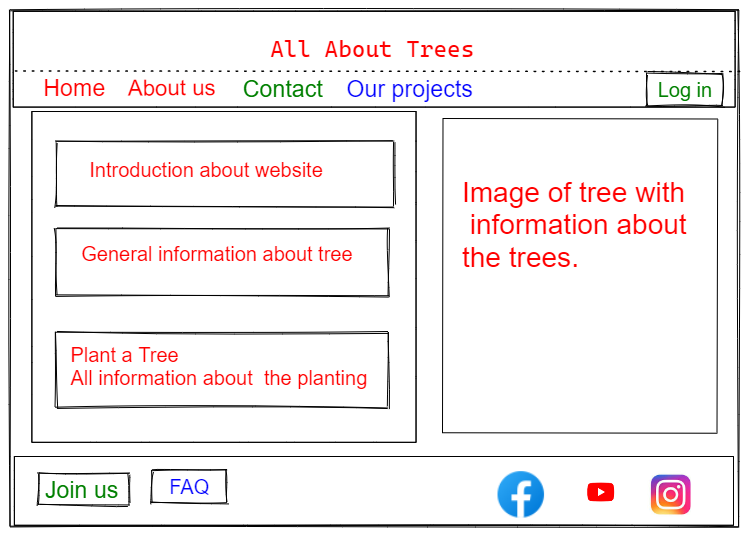 All About Trees
Home About us Contact Our projects Log in
Introduction about website
General information about tree
Plant a Tree
All information about the planting
Image of tree with
information about
the trees.
Join us FAQ